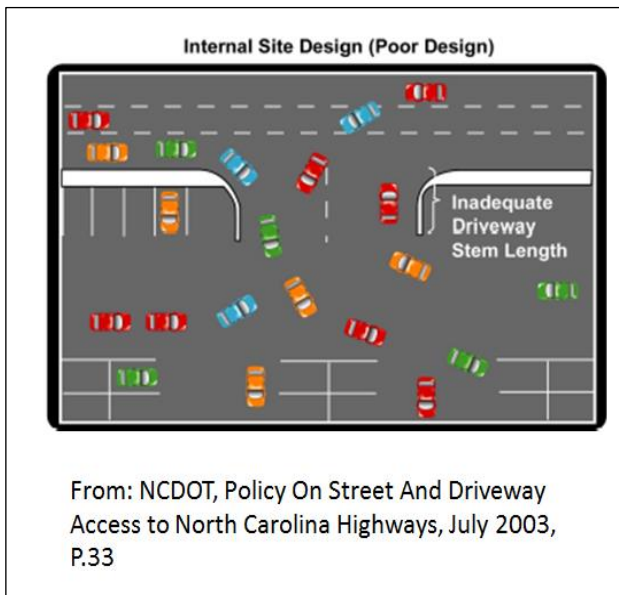 Internal Site Design (Poor Design)
Inadequate
Driveway
Stem Length
From: NCDOT, Policy On Street And Driveway
Access to North Carolina Highways, July 2003,
P.33